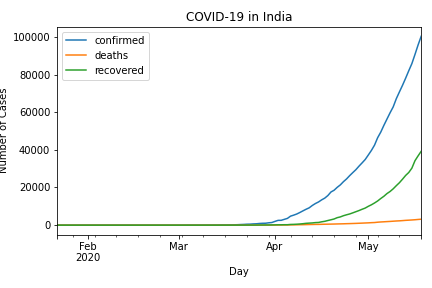 COVID-19 in India
confirmed
deaths
recovered
100000
80000
60000
40000
20000
0
Number of Cases
Feb
2020
Mar
Apr
May
Day